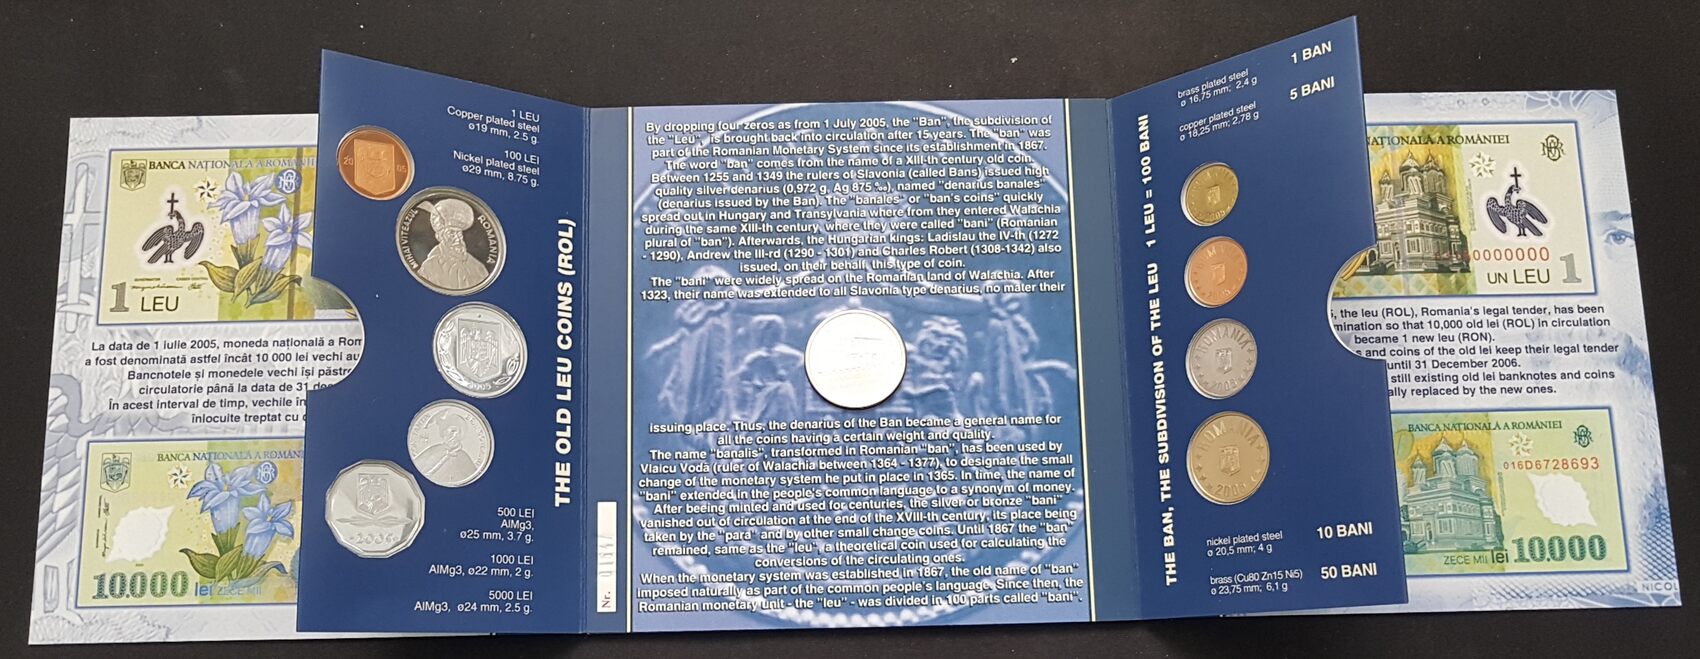 BANCA NAȚIONALĂ A ROMÂNIEI
1 LEU
La data de 1 iulie 2005, moneda națională a Rom
a fost denominată astfel încât 10 000 lei vechi au
Bancnotele și monedele vechi își păstre
circulatorie până la data de 31 dec
În acest interval de timp, vechile în
înlocuite treptat cu
BANCA NAȚIONALĂ A ROMÂNIEI
10.000 lei ZECE MII
1 LEU
Copper plated steel
ø19 mm, 2.5 g.
100 LEI
Nickel plated steel
ø29 mm, 8.75 g.
2005
MIHAI VITEAZUL
ROMANIA
2005
2006
500 LEI
AlMg3,
ø25 mm, 3.7 g.
1000 LEI
AlMg3, ø22 mm, 2 g.
5000 LEI
AlMg3, ø24 mm, 2.5 g.
THE OLD LEU COINS (ROL)
By dropping four zeros as from 1 July 2005, the "Ban", the subdivision of
the "Leu", is brought back into circulation after 15 years. The "ban" was
part of the Romanian Monetary System since its establishment in 1867.
The word "ban" comes from the name of a XIII-th century old coin.
Between 1255 and 1349 the rulers of Slavonia (called Bans) issued high
quality silver denarius (0,972 g, Ag 875 ‰), named "denarius banales"
(denarius issued by the Ban). The "banales" or "ban's coins" quickly
spread out in Hungary and Transylvania where from they entered Walachia
during the same XIII-th century, where they were called "bani" (Romanian
plural of "ban"). Afterwards, the Hungarian kings: Ladislau the IV-th (1272
- 1290), Andrew the III-rd (1290 - 1301) and Charles Robert (1308-1342) also
issued, on their behalf, this type of coin.
The "bani" were widely spread on the Romanian land of Walachia. After
1323, their name was extended to all Slavonia type denarius, no mater their
issuing place. Thus, the denarius of the Ban became a general name for
all the coins having a certain weight and quality.
The name "banalis", transformed in Romanian "ban", has been used by
Vlaicu Vodă (ruler of Walachia between 1364 - 1377), to designate the small
change of the monetary system he put in place in 1365. In time, the name of
"bani" extended in the people's common language to a synonym of money.
After beeing minted and used for centuries, the silver or bronze "bani"
vanished out of circulation at the end of the XVIII-th century, its place being
taken by the "para" and by other small change coins. Until 1867 the "ban"
remained, same as the "leu", a theoretical coin used for calculating the
conversions of the circulating ones.
When the monetary system was established in 1867, the old name of "ban"
imposed naturally as part of the common people's language. Since then, the
Romanian monetary unit - the "leu" - was divided in 100 parts called "bani".
Nr.
THE BAN, THE SUBDIVISION OF THE LEU 1 LEU = 100 BANI
1 BAN
brass plated steel
ø 16,75 mm; 2,4 g
5 BANI
copper plated steel
ø 18,25 mm; 2,78 g
2005
2005
ROMANIA
ROMANIA
2005
nickel plated steel
ø 20,5 mm; 4 g
10 BANI
brass (Cu80 Zn15 Ni5)
ø 23,75 mm; 6,1 g
50 BANI
NAȚIONALĂ A ROMÂNIEI
0000000
UN LEU 1
, the leu (ROL), Romania's legal tender, has been
mination so that 10,000 old lei (ROL) in circulation
became 1 new leu (RON).
s and coins of the old lei keep their legal tender
until 31 December 2006.
still existing old lei banknotes and coins
ally replaced by the new ones.
BANCA NAȚIONALĂ A ROMÂNIEI
016D6728693
ZECE MII lei 10.000
NICOL